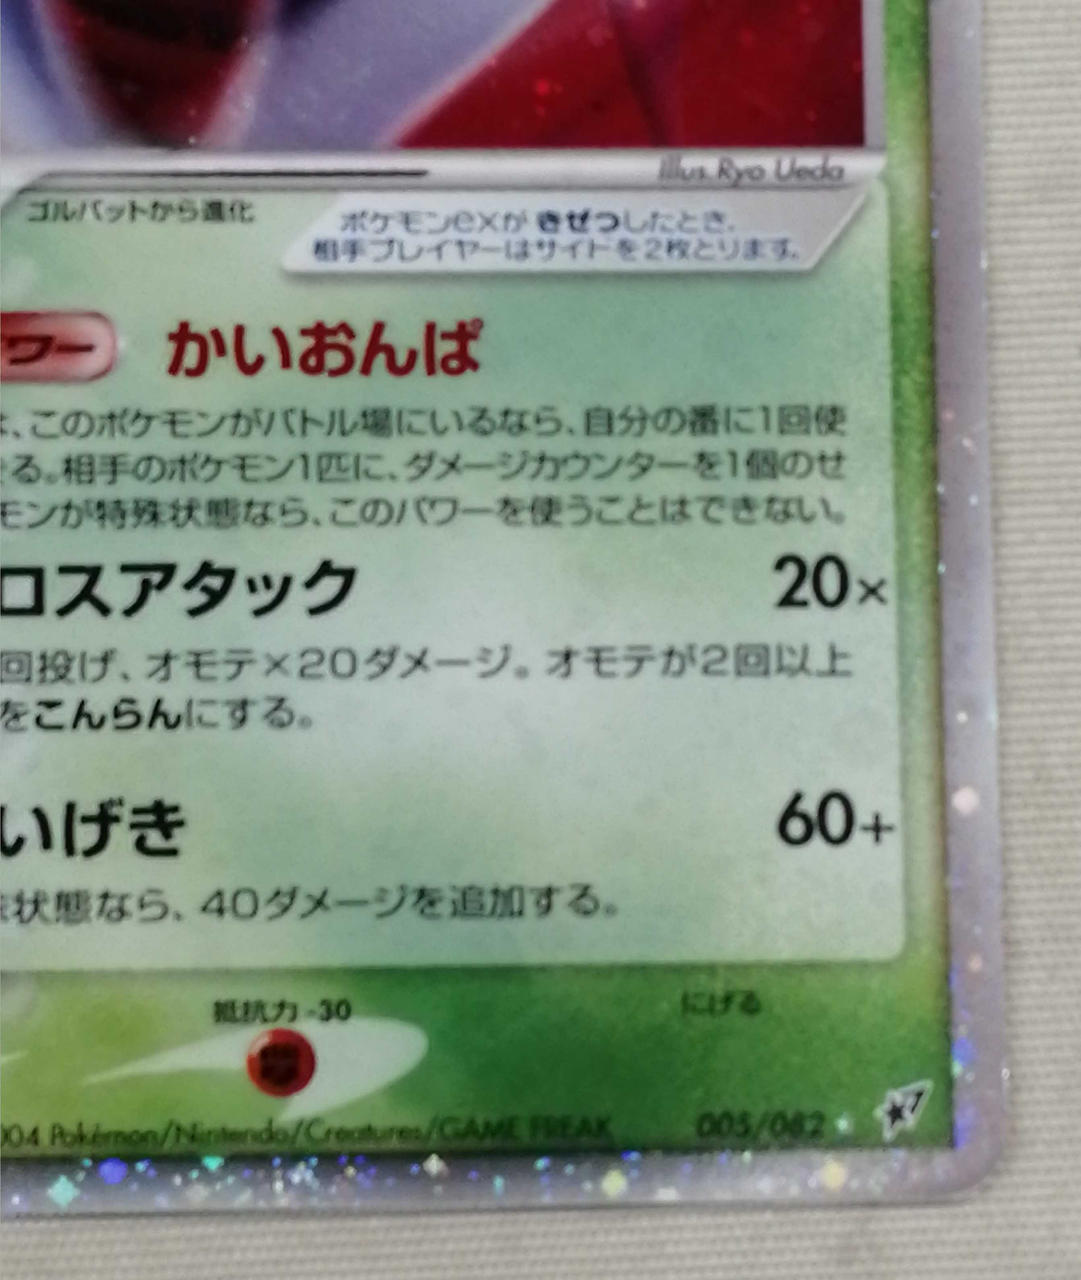 Illus. Ryo Ueda
ゴルバットから進化
ポケモンexが きぜつしたとき、
相手プレイヤーはサイドを2枚とります。
ワー かいおんぱ
は、このポケモンがバトル場にいるなら、自分の番に1回使
る。相手のポケモン1匹に、ダメージカウンターを1個のせ
モンが特殊状態なら、このパワーを使うことはできない。
ロスアタック 20×
回投げ、オモテ×20ダメージ。オモテが2回以上
をこんらんにする。
いげき 60+
状態なら、40ダメージを追加する。
抵抗力 -30 にげる
004 Pokémon/Nintendo/Creatures/GAME FREAK 005/082 ★